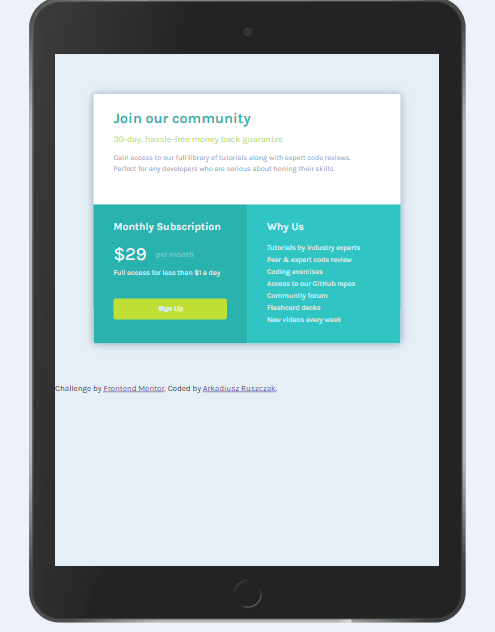 Join our community
30-day, hassle-free money back guarantee
Gain access to our full library of tutorials along with expert code reviews.
Perfect for any developers who are serious about honing their skills.
Monthly Subscription
$29 per month
Full access for less than $1 a day
Sign Up
Why Us
Tutorials by industry experts
Peer & expert code review
Coding exercises
Access to our GitHub repos
Community forum
Flashcard decks
New videos every week
Challenge by Frontend Mentor. Coded by Arkadiusz Ruszczak.